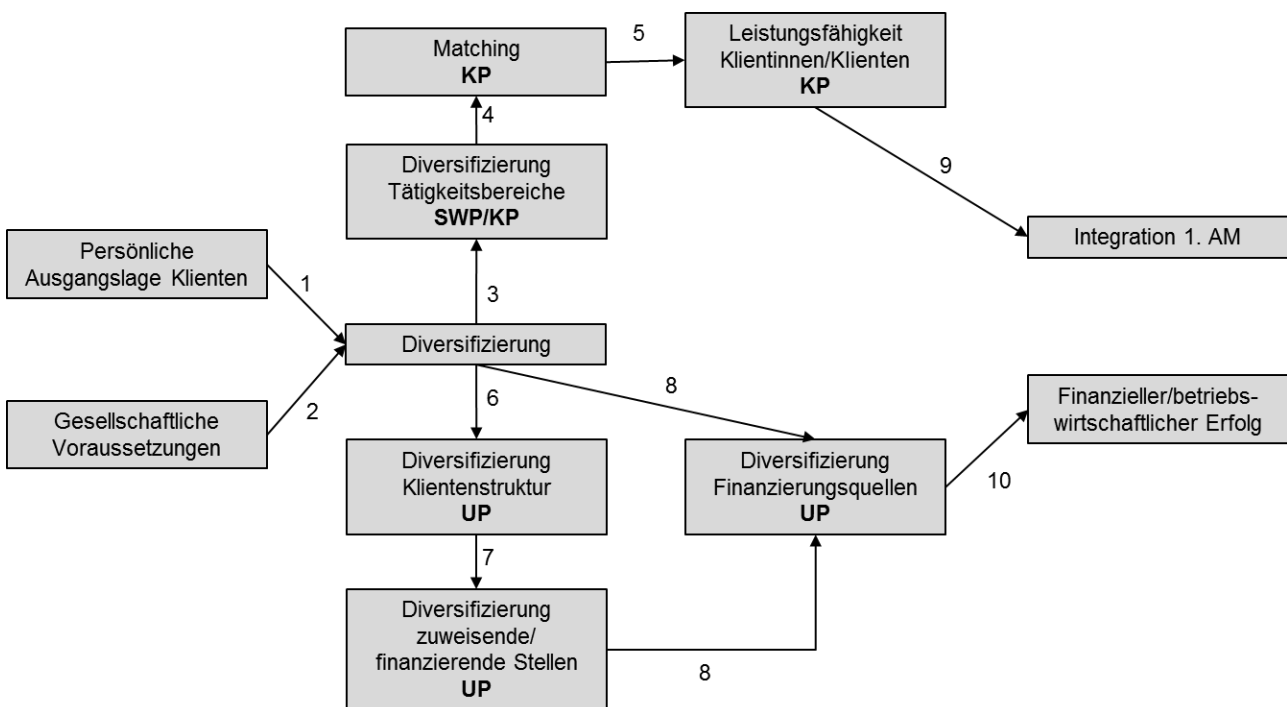 Matching
KP
5
Leistungsfähigkeit
Klientinnen/Klienten
KP
4
Diversifizierung
Tätigkeitsbereiche
SWP/KP
9
Persönliche
Ausgangslage Klienten
Integration 1. AM
1
3
Diversifizierung
2
6
8
Gesellschaftliche
Voraussetzungen
Finanzieller/betriebs-
wirtschaftlicher Erfolg
Diversifizierung
Klientenstruktur
UP
Diversifizierung
Finanzierungsquellen
UP
10
7
Diversifizierung
zuweisende/
finanzierende Stellen
UP
8